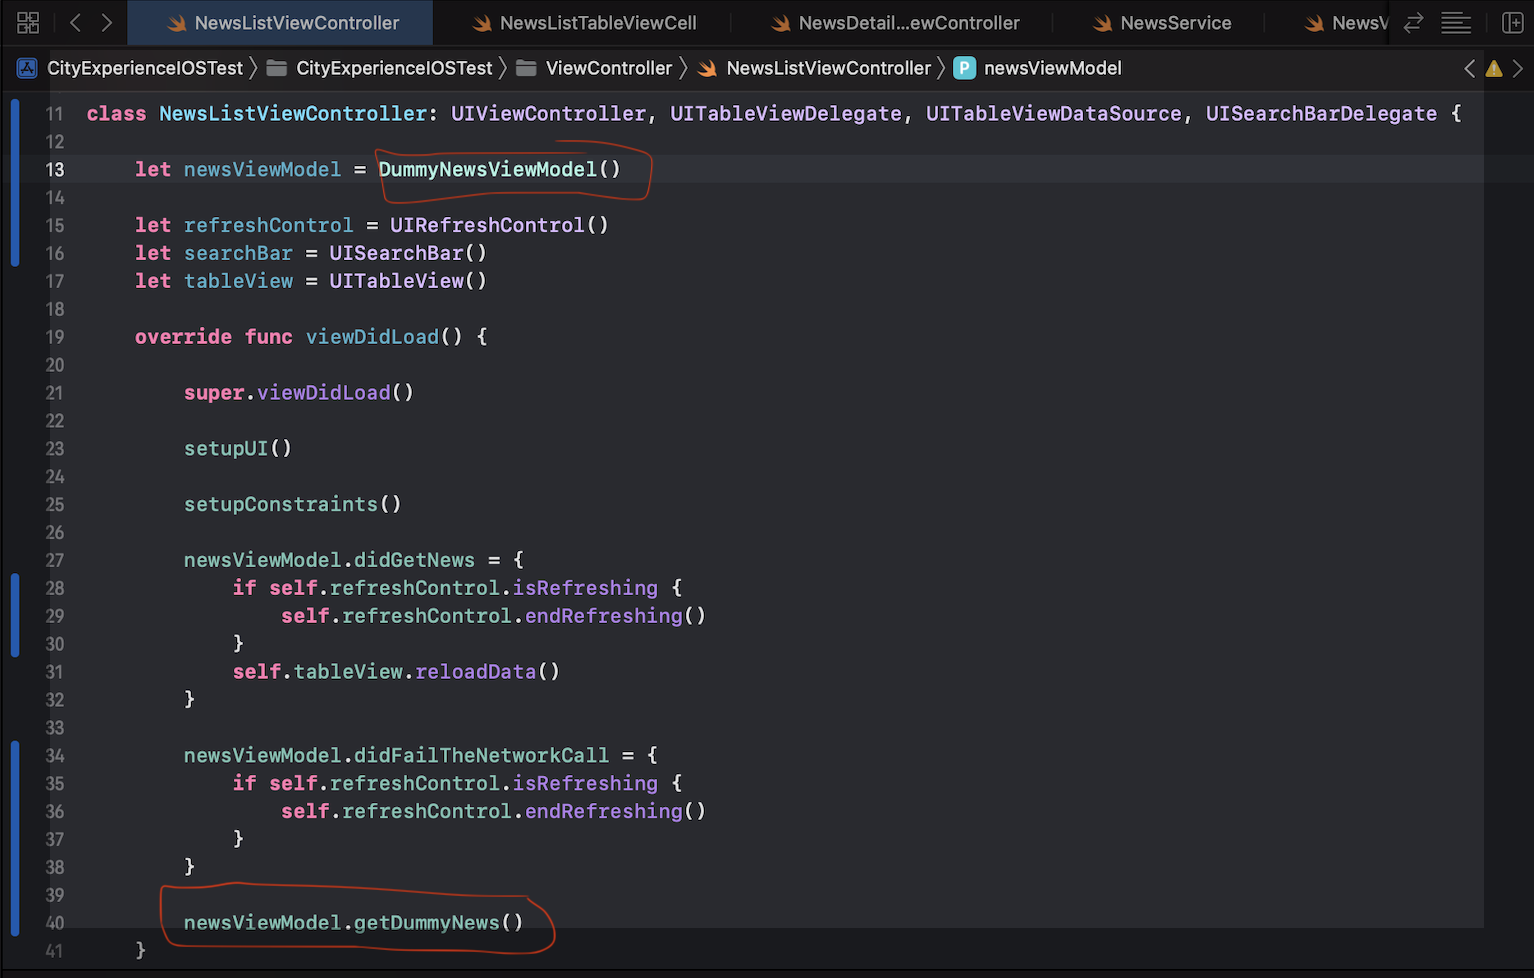 NewsListViewController NewsListTableViewCell NewsDetail...ewController NewsService NewsV
CityExperienceIOSTest CityExperienceIOSTest ViewController NewsListViewController P newsViewModel
11 class NewsListViewController: UIViewController, UITableViewDelegate, UITableViewDataSource, UISearchBarDelegate {
12
13 let newsViewModel = DummyNewsViewModel()
14
15 let refreshControl = UIRefreshControl()
16 let searchBar = UISearchBar()
17 let tableView = UITableView()
18
19 override func viewDidLoad() {
20
21 super.viewDidLoad()
22
23 setupUI()
24
25 setupConstraints()
26
27 newsViewModel.didGetNews = {
28 if self.refreshControl.isRefreshing {
29 self.refreshControl.endRefreshing()
30 }
31 self.tableView.reloadData()
32 }
33
34 newsViewModel.didFailTheNetworkCall = {
35 if self.refreshControl.isRefreshing {
36 self.refreshControl.endRefreshing()
37 }
38 }
39
40 newsViewModel.getDummyNews()
41 }